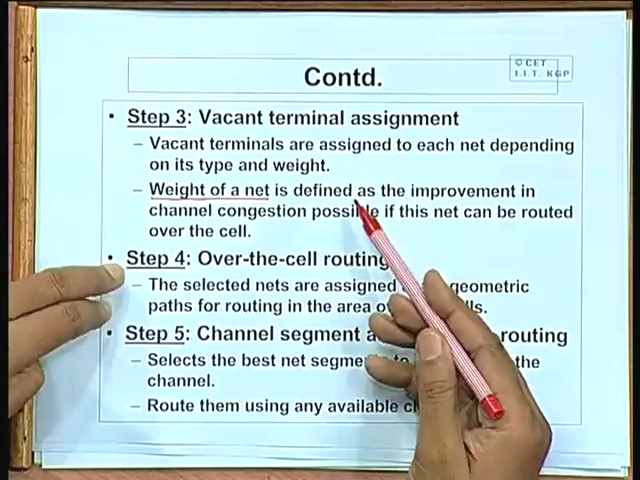 Contd.
© CET
I.I.T. KGP
• Step 3: Vacant terminal assignment
– Vacant terminals are assigned to each net depending
on its type and weight.
– Weight of a net is defined as the improvement in
channel congestion possible if this net can be routed
over the cell.
• Step 4: Over-the-cell routing
– The selected nets are assigned geometric
paths for routing in the area
• Step 5: Channel segment routing
– Selects the best net the
channel.
– Route them using any available